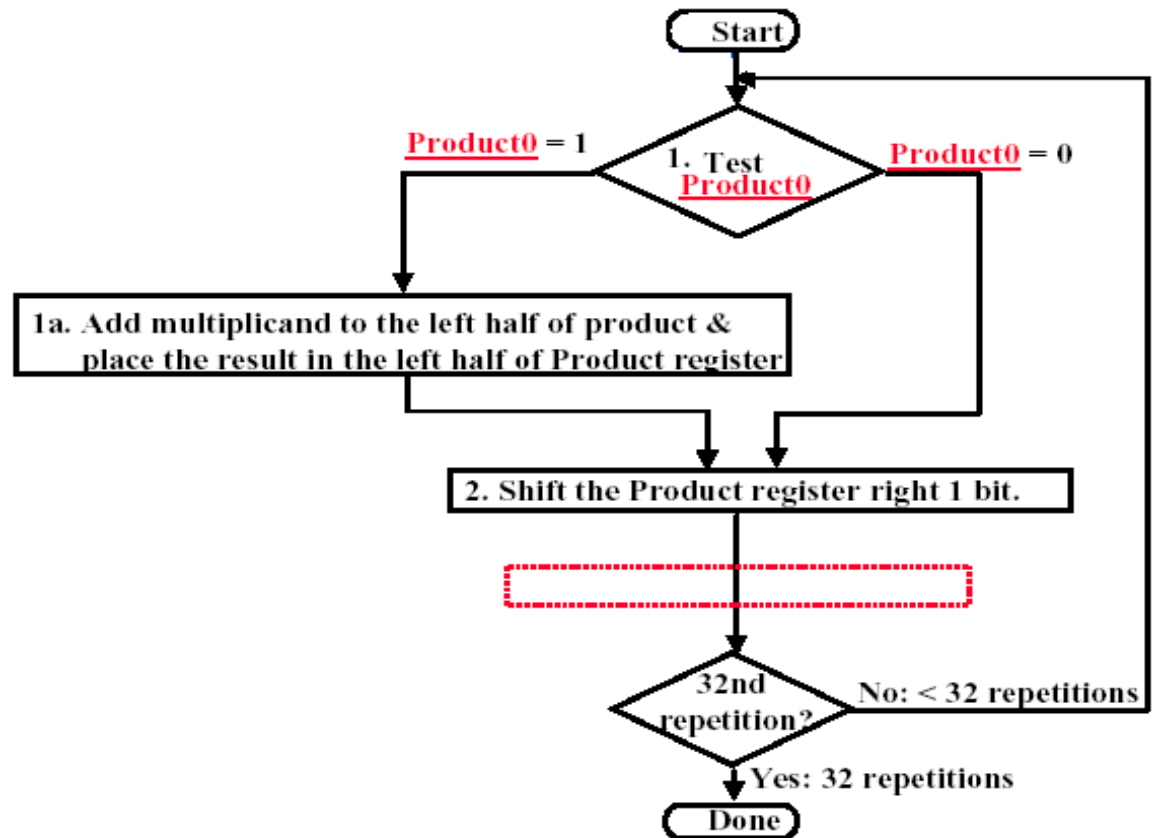 Start
Product0 = 1
1. Test
Product0
Product0 = 0
1a. Add multiplicand to the left half of product &
place the result in the left half of Product register
2. Shift the Product register right 1 bit.
32nd
repetition?
No: < 32 repetitions
Yes: 32 repetitions
Done